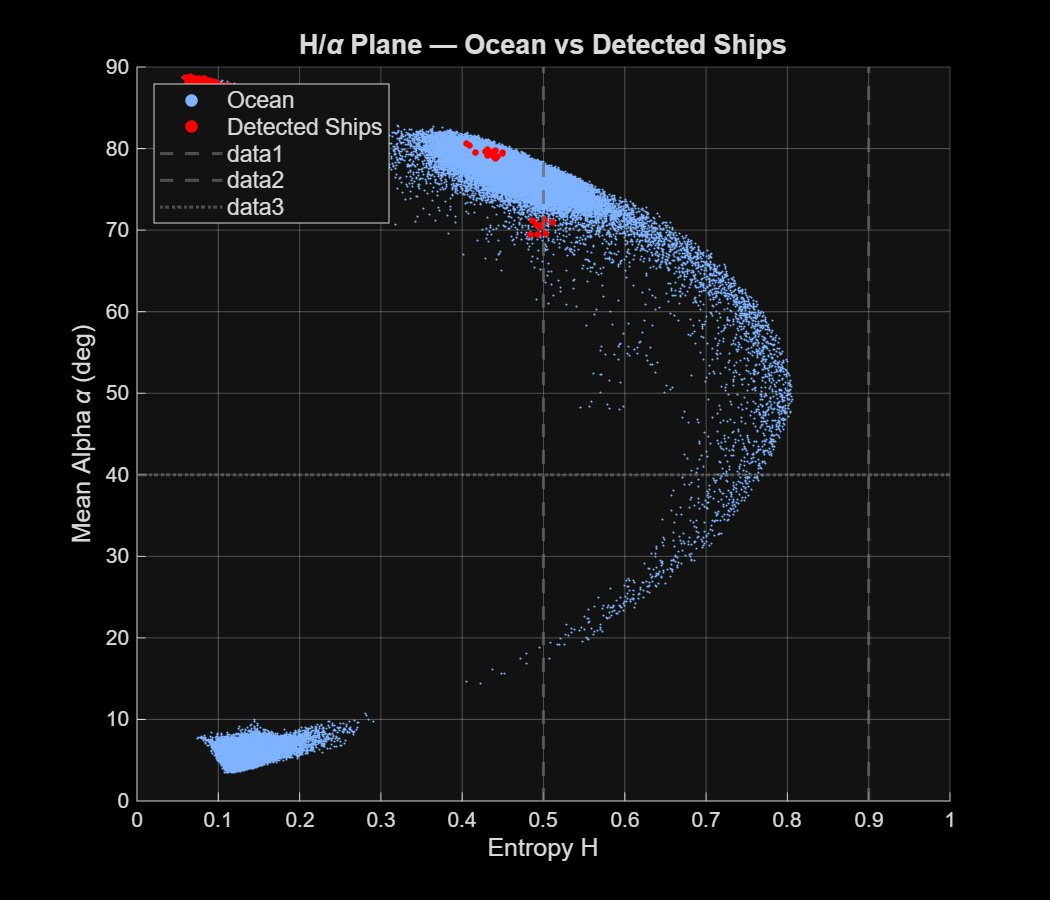 H/α Plane — Ocean vs Detected Ships
Ocean
Detected Ships
data1
data2
data3
90
80
70
60
50
40
30
20
10
0
Mean Alpha α (deg)
0 0.1 0.2 0.3 0.4 0.5 0.6 0.7 0.8 0.9 1
Entropy H